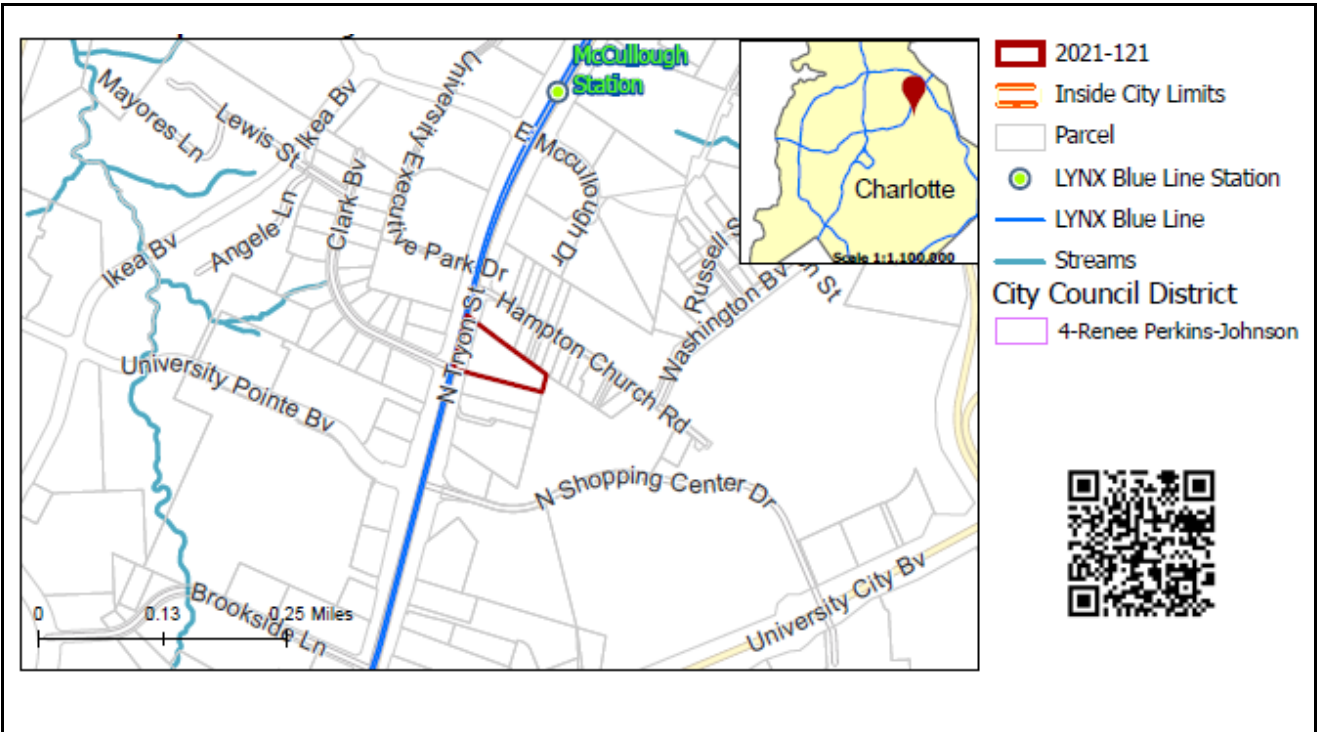 McCullough
Station
Mayores Ln
Lewis St
Ikea Bv
University Executive Park Dr
E Mccullough Dr
Clark Bv
Angele Ln
Ikea Bv
Russell S
Washington Bv
n St
Hampton Church Rd
N Tryon St
University Pointe Bv
N Shopping Center Dr
University City Bv
Brookside Ln
0 0.13 0.25 Miles
Charlotte
Scale 1:1,100,000
2021-121
Inside City Limits
Parcel
LYNX Blue Line Station
LYNX Blue Line
Streams
City Council District
4-Renee Perkins-Johnson